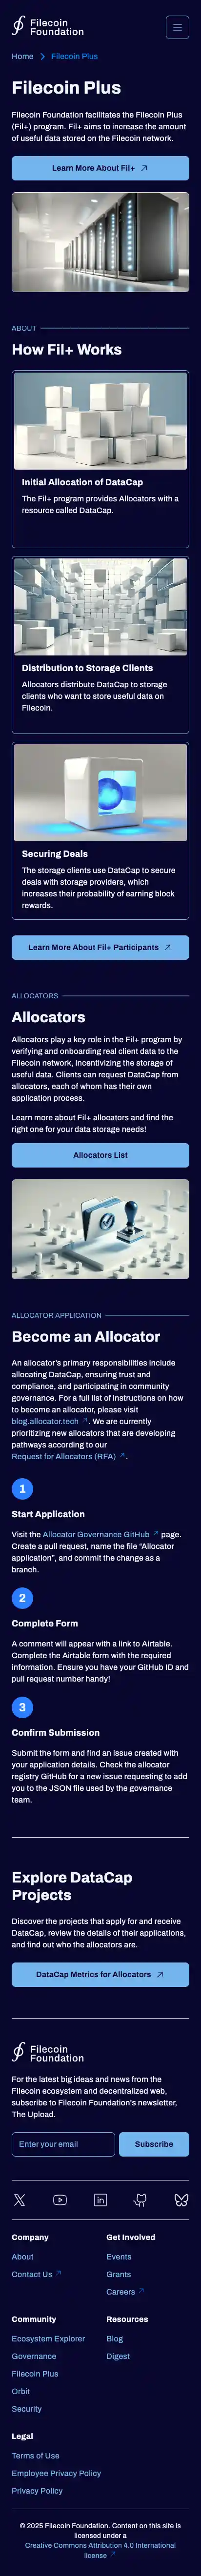 Filecoin
Foundation
Home
Filecoin Plus
Filecoin Plus
Filecoin Foundation facilitates the Filecoin Plus
(Fil+) program. Fil+ aims to increase the amount
of useful data stored on the Filecoin network.
Learn More About Fil+
ABOUT
How Fil+ Works
Initial Allocation of DataCap
The Fil+ program provides Allocators with a
resource called DataCap.
Distribution to Storage Clients
Allocators distribute DataCap to storage
clients who want to store useful data on
Filecoin.
Securing Deals
The storage clients use DataCap to secure
deals with storage providers, which
increases their probability of earning block
rewards.
Learn More About Fil+ Participants
ALLOCATORS
Allocators
Allocators play a key role in the Fil+ program by
verifying and onboarding real client data to the
Filecoin network, incentivizing the storage of
useful data. Clients can request DataCap from
allocators, each of whom has their own
application process.
Learn more about Fil+ allocators and find the
right one for your data storage needs!
Allocators List
ALLOCATOR APPLICATION
Become an Allocator
An allocator's primary responsibilities include
allocating DataCap, ensuring trust and
compliance, and participating in community
governance. For a full list of instructions on how
to become an allocator, please visit
blog.allocator.tech. We are currently
prioritizing new allocators that are developing
pathways according to our
Request for Allocators (RFA).
1
Start Application
Visit the Allocator Governance GitHub page.
Create a pull request, name the file “Allocator
application”, and commit the change as a
branch.
2
Complete Form
A comment will appear with a link to Airtable.
Complete the Airtable form with the required
information. Ensure you have your GitHub ID and
pull request number handy!
3
Confirm Submission
Submit the form and find an issue created with
your application details. Check the allocator
registry GitHub for a new issue requesting to add
you to the JSON file used by the governance
team.
Explore DataCap
Projects
Discover the projects that apply for and receive
DataCap, review the details of their applications,
and find out who the allocators are.
DataCap Metrics for Allocators
Filecoin
Foundation
For the latest big ideas and news from the
Filecoin ecosystem and decentralized web,
subscribe to Filecoin Foundation's newsletter,
The Upload.
Enter your email
Subscribe
Company
About
Contact Us
Get Involved
Events
Grants
Careers
Community
Ecosystem Explorer
Governance
Filecoin Plus
Orbit
Security
Resources
Blog
Digest
Legal
Terms of Use
Employee Privacy Policy
Privacy Policy
© 2025 Filecoin Foundation. Content on this site is
licensed under a
Creative Commons Attribution 4.0 International
license